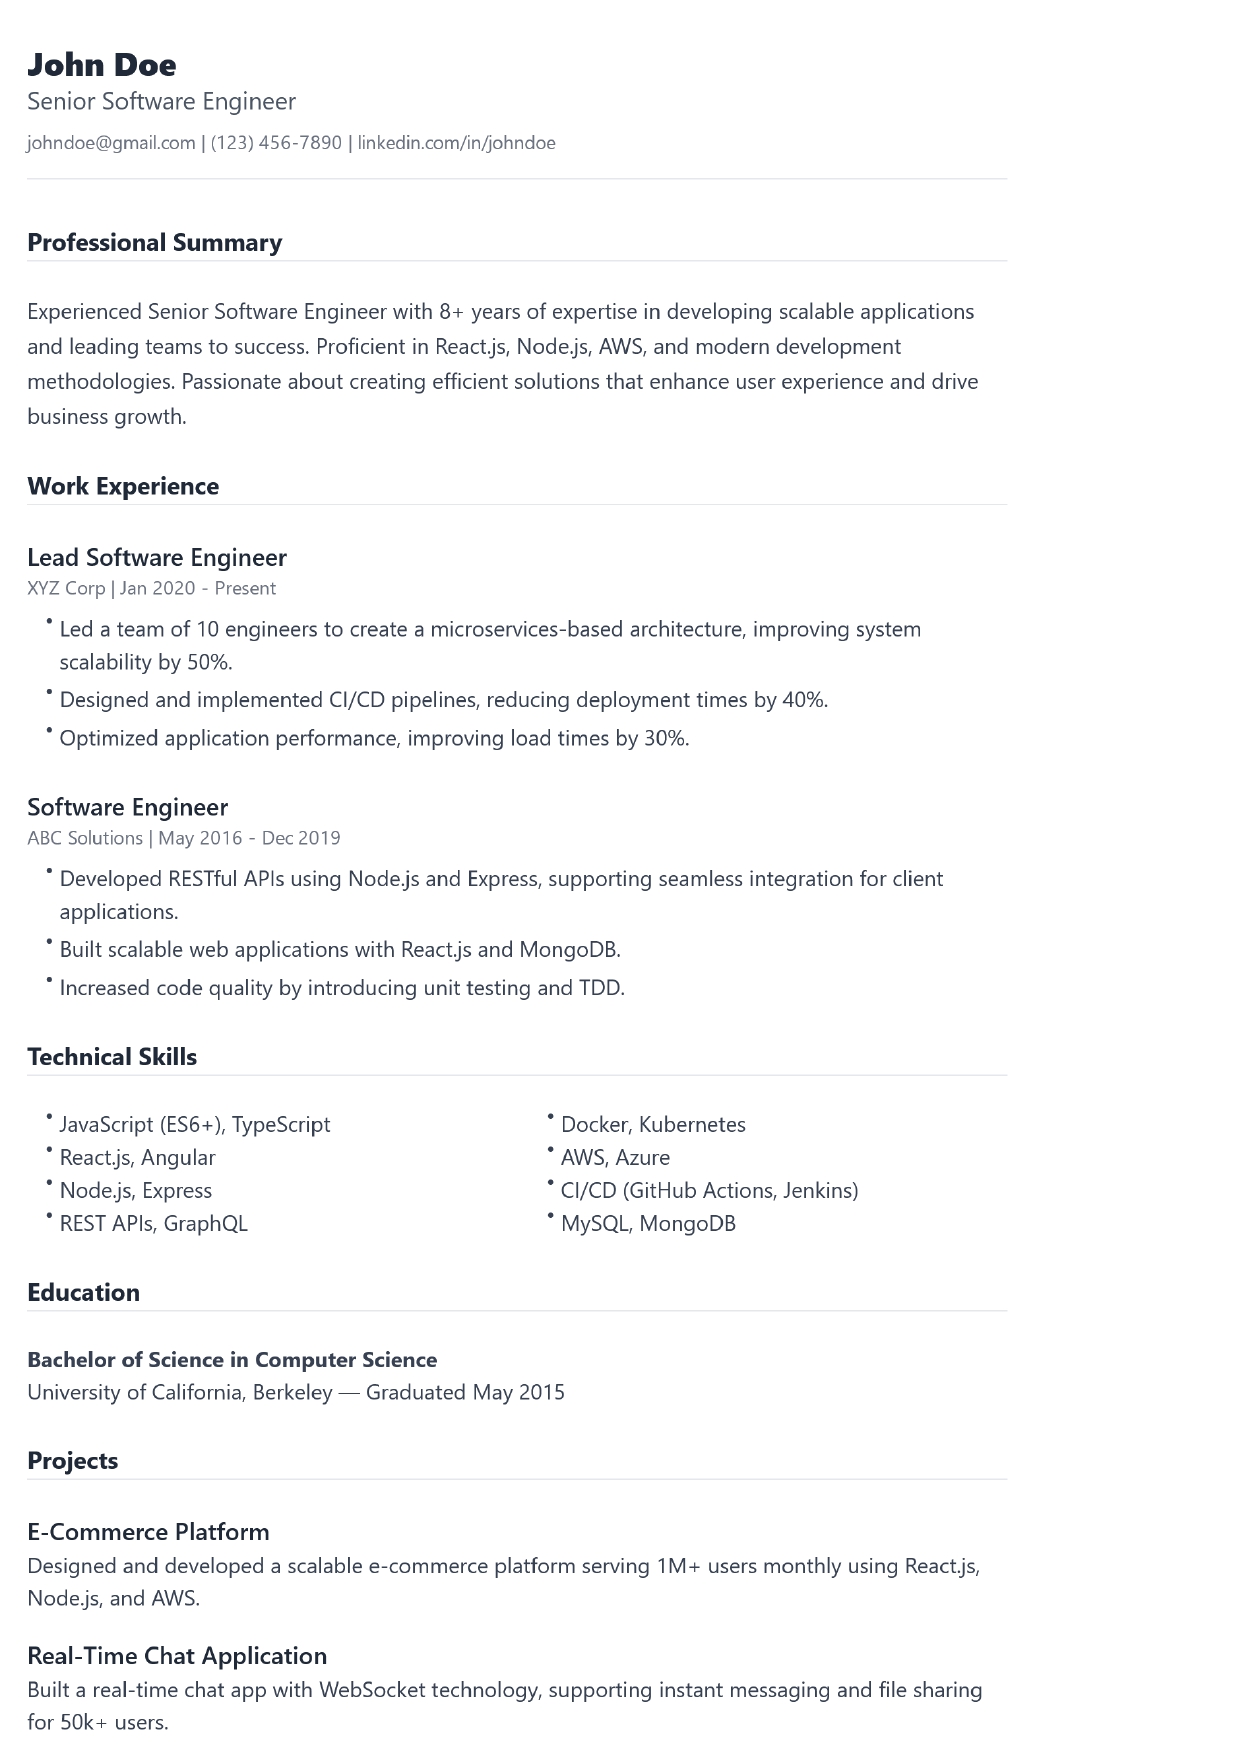 John Doe
Senior Software Engineer
johndoe@gmail.com | (123) 456-7890 | linkedin.com/in/johndoe
Professional Summary
Experienced Senior Software Engineer with 8+ years of expertise in developing scalable applications
and leading teams to success. Proficient in React.js, Node.js, AWS, and modern development
methodologies. Passionate about creating efficient solutions that enhance user experience and drive
business growth.
Work Experience
Lead Software Engineer
XYZ Corp | Jan 2020 - Present
• Led a team of 10 engineers to create a microservices-based architecture, improving system
scalability by 50%.
• Designed and implemented CI/CD pipelines, reducing deployment times by 40%.
• Optimized application performance, improving load times by 30%.
Software Engineer
ABC Solutions | May 2016 - Dec 2019
• Developed RESTful APIs using Node.js and Express, supporting seamless integration for client
applications.
• Built scalable web applications with React.js and MongoDB.
• Increased code quality by introducing unit testing and TDD.
Technical Skills
• JavaScript (ES6+), TypeScript
• React.js, Angular
• Node.js, Express
• REST APIs, GraphQL
• Docker, Kubernetes
• AWS, Azure
• CI/CD (GitHub Actions, Jenkins)
• MySQL, MongoDB
Education
Bachelor of Science in Computer Science
University of California, Berkeley — Graduated May 2015
Projects
E-Commerce Platform
Designed and developed a scalable e-commerce platform serving 1M+ users monthly using React.js,
Node.js, and AWS.
Real-Time Chat Application
Built a real-time chat app with WebSocket technology, supporting instant messaging and file sharing
for 50k+ users.